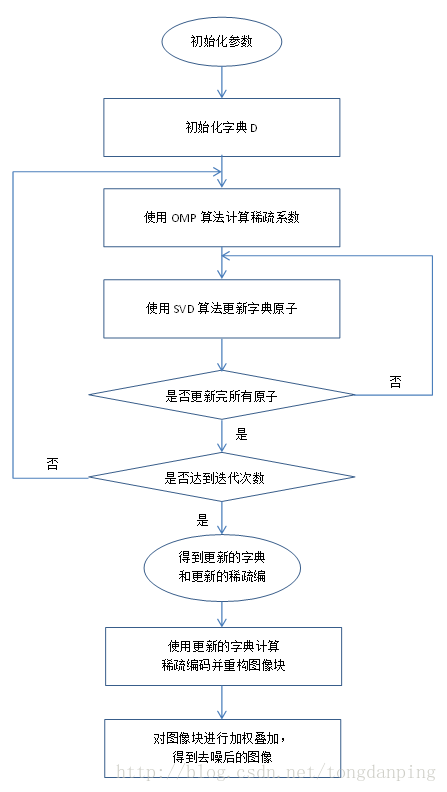 初始化参数
初始化字典 D
使用 OMP 算法计算稀疏系数
使用 SVD 算法更新字典原子
是否更新完所有原子
否
是
是否达到迭代次数
否
是
得到更新的字典
和更新的稀疏编
使用更新的字典计算
稀疏编码并重构图像块
对图像块进行加权叠加，
得到去噪后的图像
http://blog.csdn.net/tongdanping